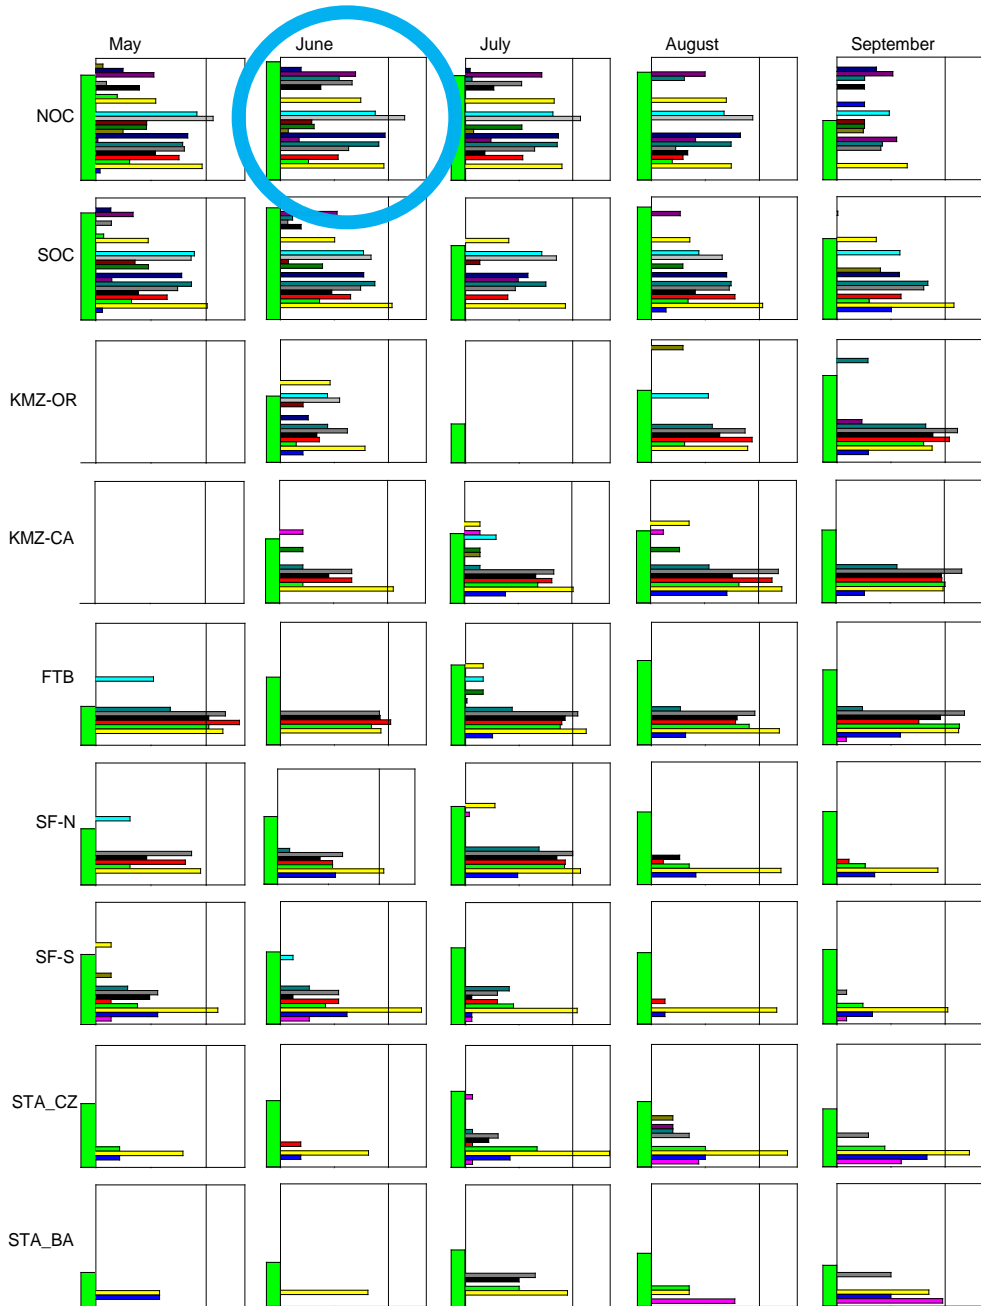 May June July August September
NOC
SOC
KMZ-OR
KMZ-CA
FTB
SF-N
SF-S
STA_CZ
STA_BA